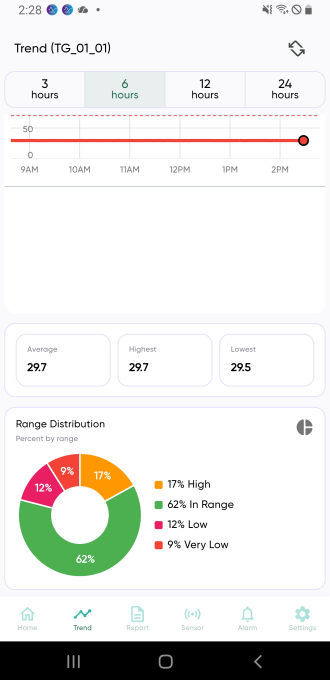 2:28
Trend (TG_01_01)
3 hours
6 hours
12 hours
24 hours
50
0
9AM 10AM 11AM 12PM 1PM 2PM
Average
29.7
Highest
29.7
Lowest
29.5
Range Distribution
Percent by range
9%
17%
12%
62%
17% High
62% In Range
12% Low
9% Very Low
Home Trend Report Sensor Alarm Settings